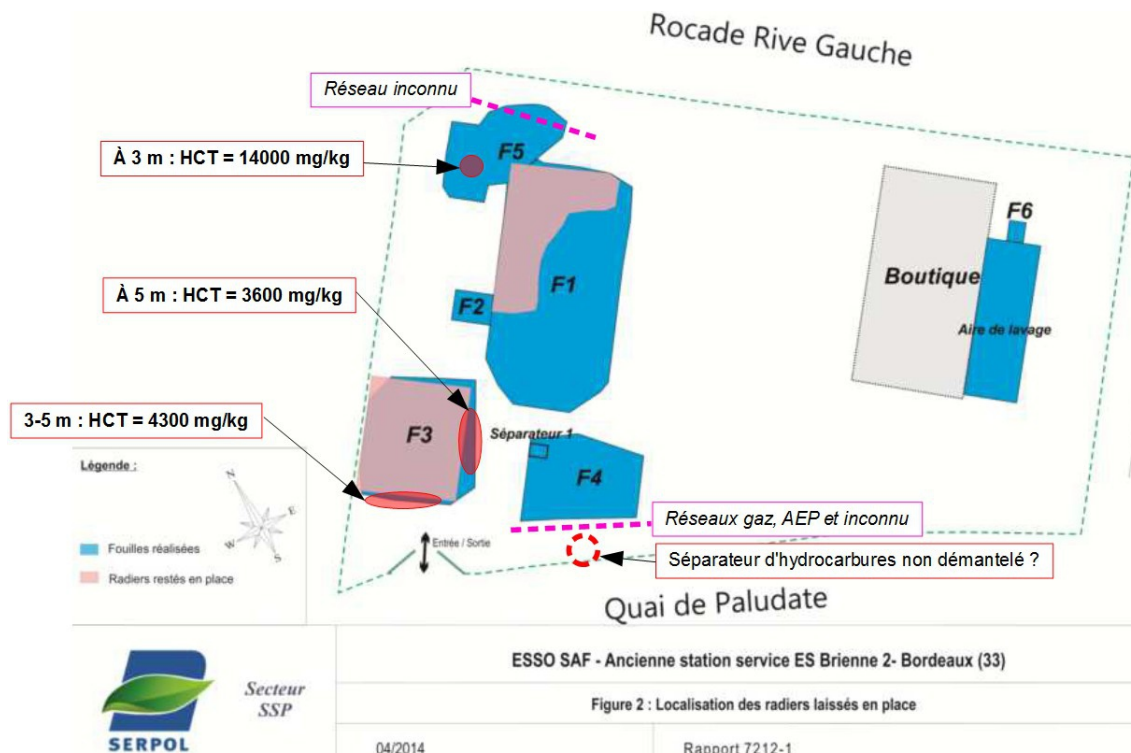 Rocade Rive Gauche
Réseau inconnu
À 3 m : HCT = 14000 mg/kg
F5
F6
F1
Boutique
À 5 m : HCT = 3600 mg/kg
F2
Aire de lavage
3-5 m : HCT = 4300 mg/kg
F3
Séparateur 1
F4
Légende :
N
E
W
S
Fouilles réalisées
Radiers restés en place
Réseaux gaz, AEP et inconnu
Entrée / Sortie
Séparateur d'hydrocarbures non démantelé ?
Quai de Paludate
SERPOL
Secteur
SSP
ESSO SAF - Ancienne station service ES Brienne 2- Bordeaux (33)
Figure 2 : Localisation des radiers laissés en place
04/2014
Rapport 7212-1